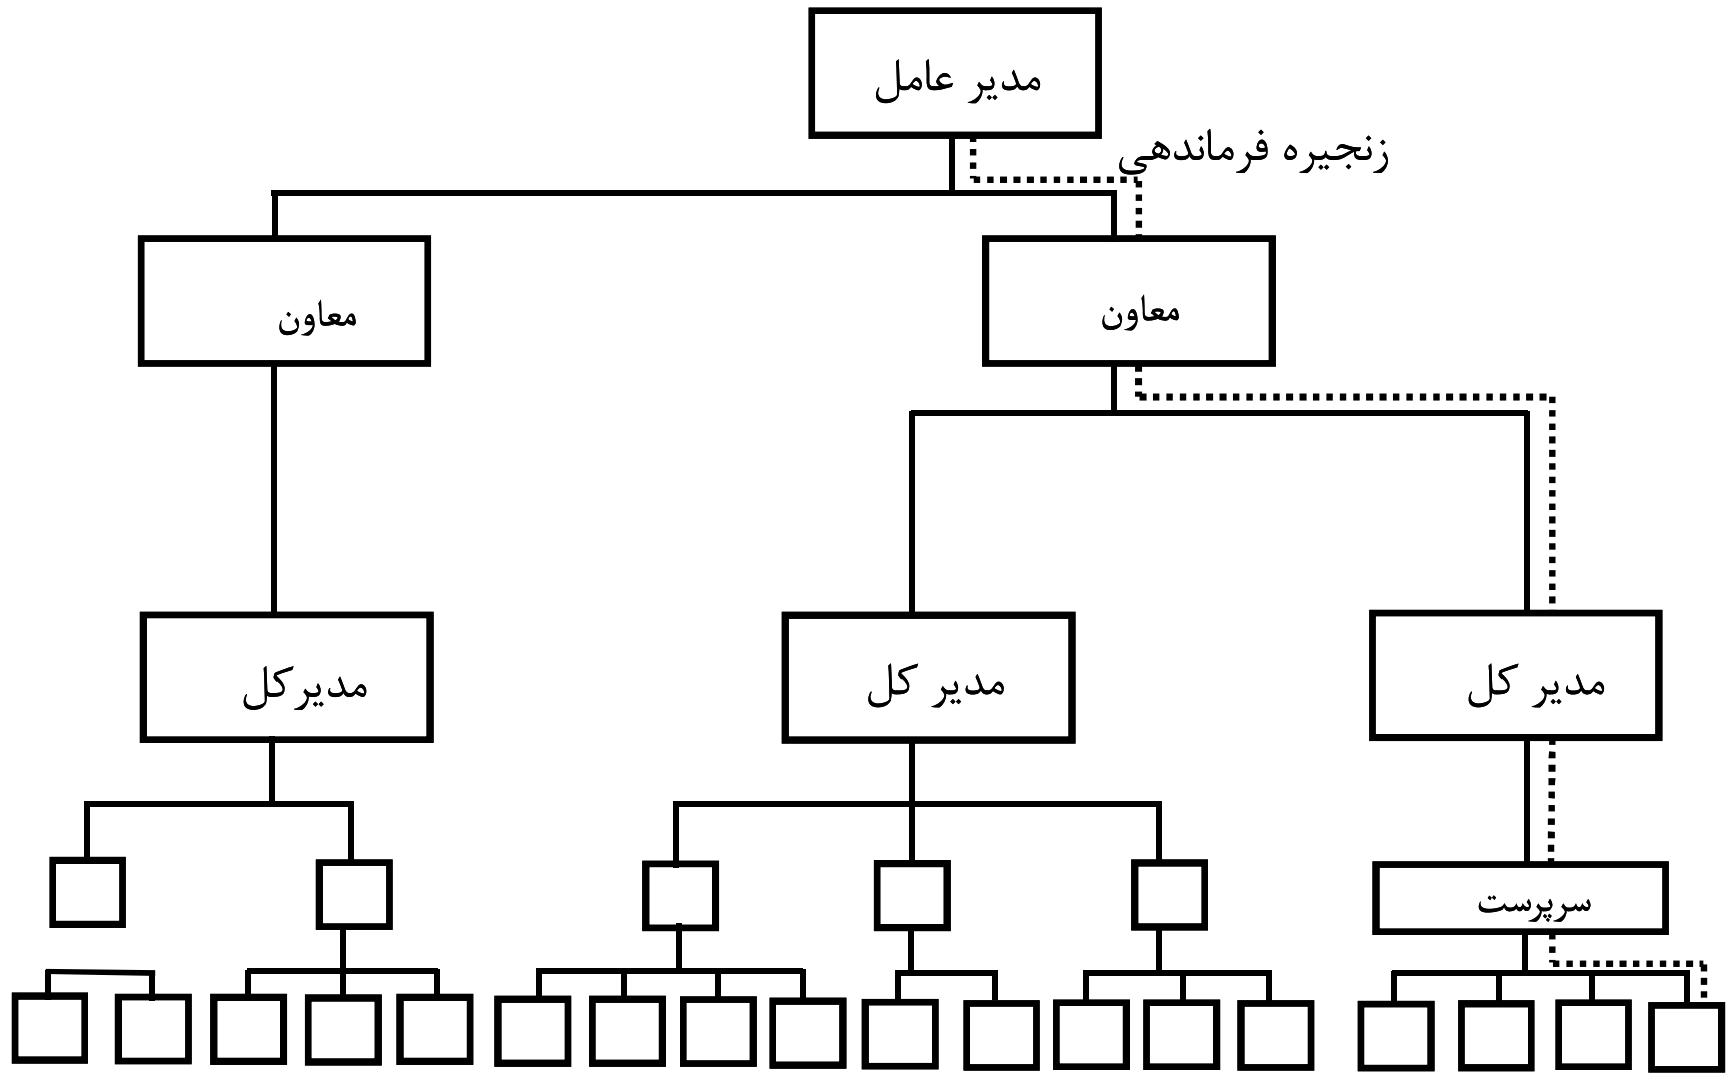 مدیر عامل
زنجیره فرماندهی
معاون
معاون
مدیر کل
مدیر کل
مدیرکل
سرپرست